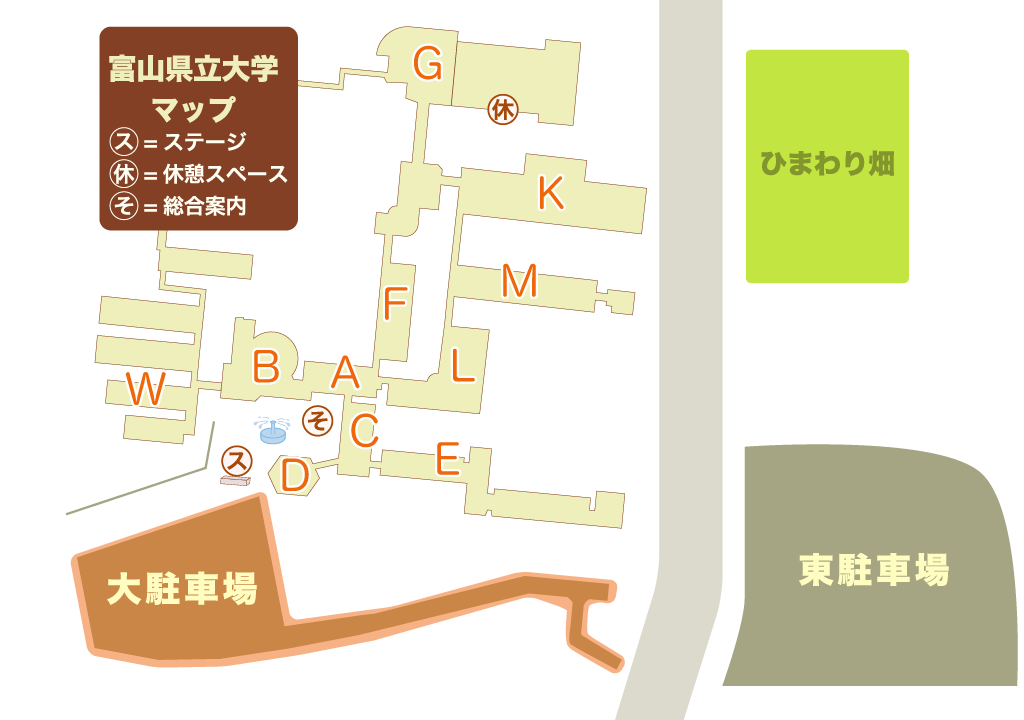 富山県立大学
マップ
ス = ステージ
休 = 休憩スペース
そ = 総合案内
G
休
K
ひまわり畑
M
F
B
A
L
W
そ
C
ス
D
E
大駐車場
東駐車場